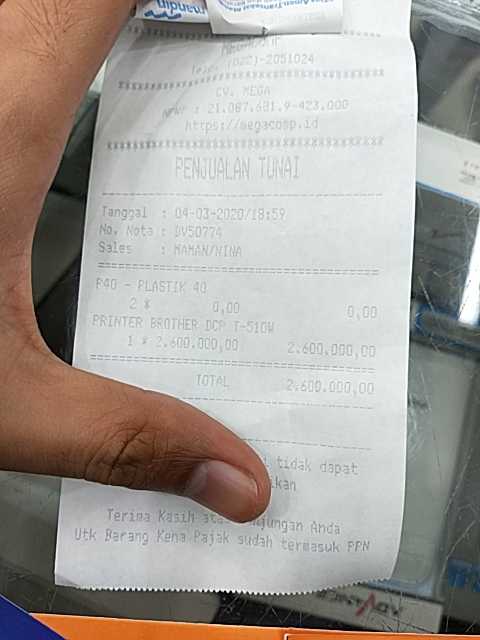 mandiri
Telp. (022)-2051024
CV. MEGA
NPWP : 21.087.681.9-423.000
https://megacomp.id
PENJUALAN TUNAI
Tanggal : 04-03-2020/18:59
No. Nota : DV50774
Sales : MAMAN/NINA
P40 - PLASTIK 40
2 * 0,00 0,00
PRINTER BROTHER DCP T-510W
1 * 2.600.000,00 2.600.000,00
TOTAL 2.600.000,00
tidak dapat
ikan
Terima Kasih atas Kunjungan Anda
Utk Barang Kena Pajak sudah termasuk PPN